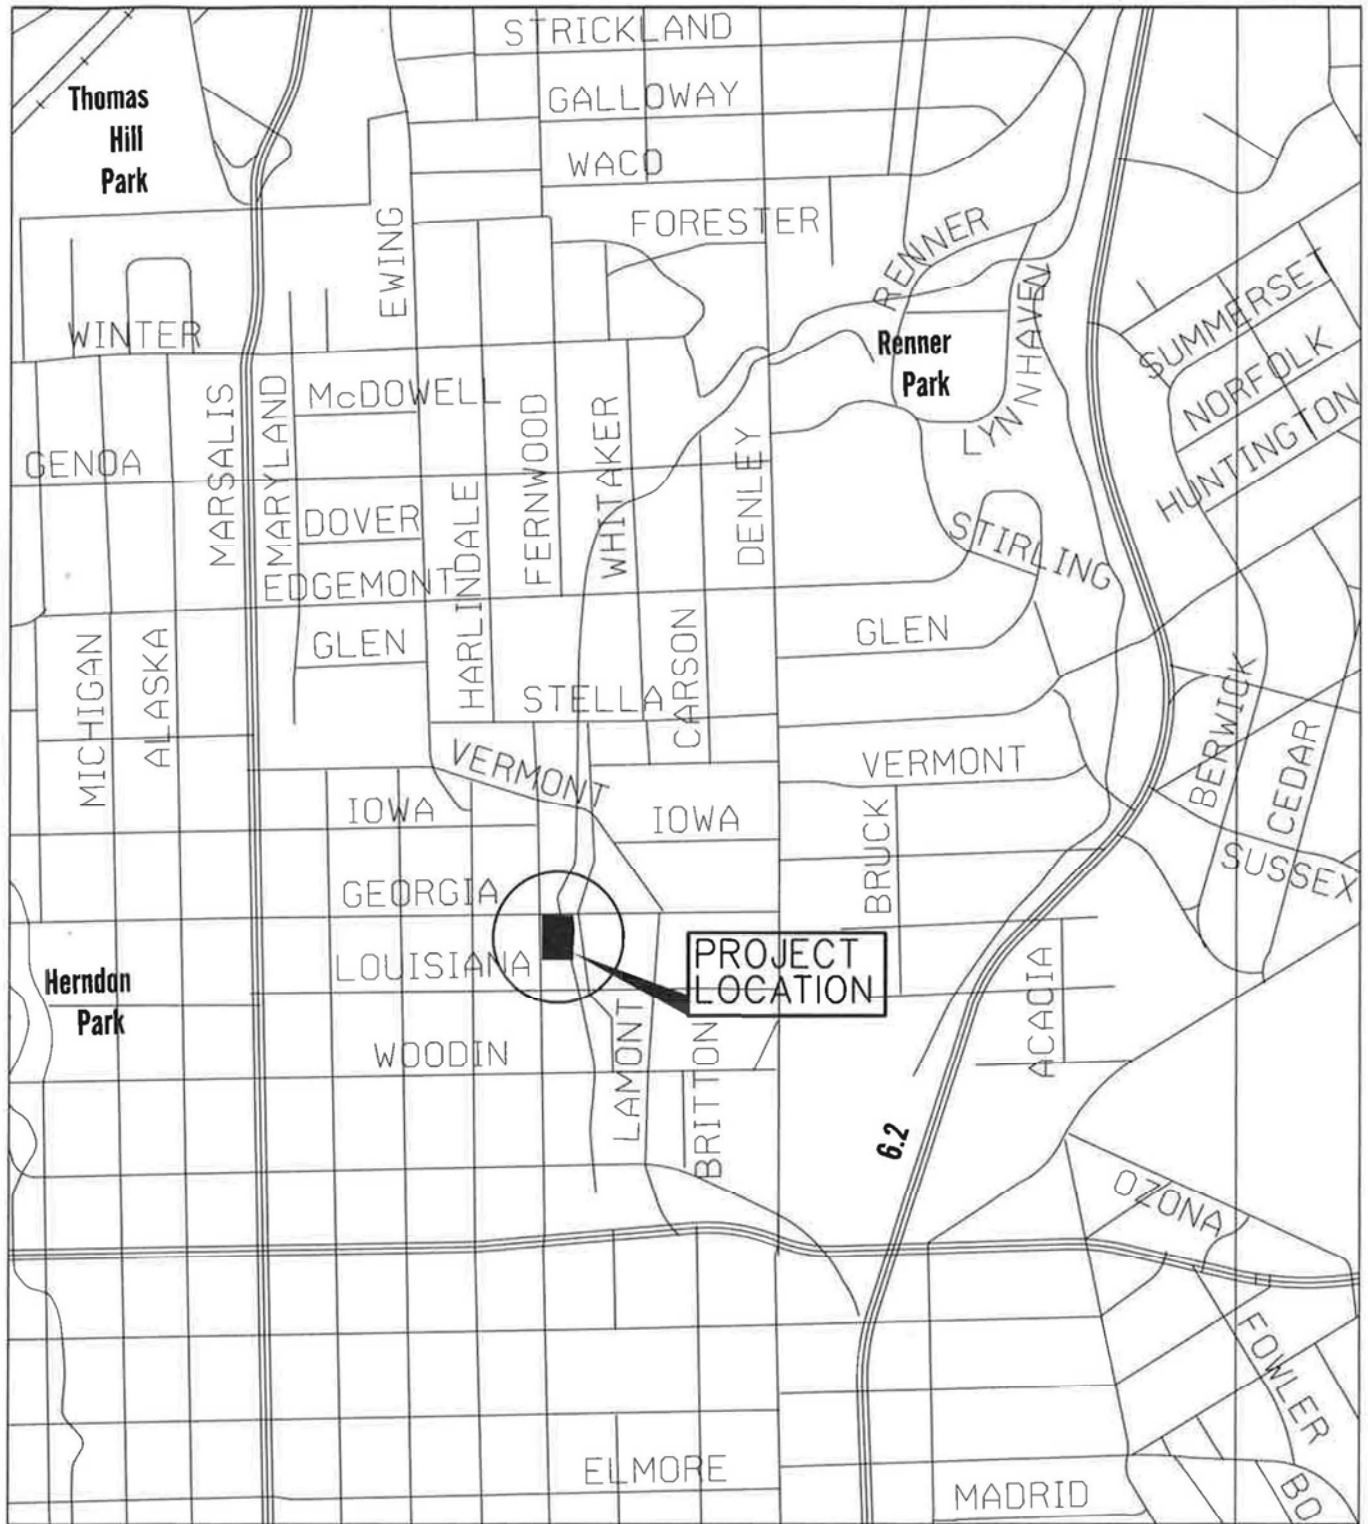 STRICKLAND
Thomas
Hill
Park
GALLOWAY
WACO
EWING
FORESTER
RENNER
LYNNHAVEN
SUMMERSET
WINTER
Renner
Park
NORFOLK
HUNTINGTON
McDOWELL
MARSALIS
MARYLAND
FERNWOOD
WHITAKER
DENLEY
GENOA
HARLINDALE
DOVER
STIRLING
EDGEMONT
GLEN
CARSON
GLEN
MICHIGAN
ALASKA
STELLA
BERWICK
CEDAR
VERMONT
VERMONT
IOWA
IOWA
BRUCK
SUSSEX
GEORGIA
LOUISIANA
PROJECT
LOCATION
Herndon
Park
ACACIA
WOODIN
LAMONT
BRITTON
6.2
OZONA
FOWLER
ELMORE
MADRID
BO